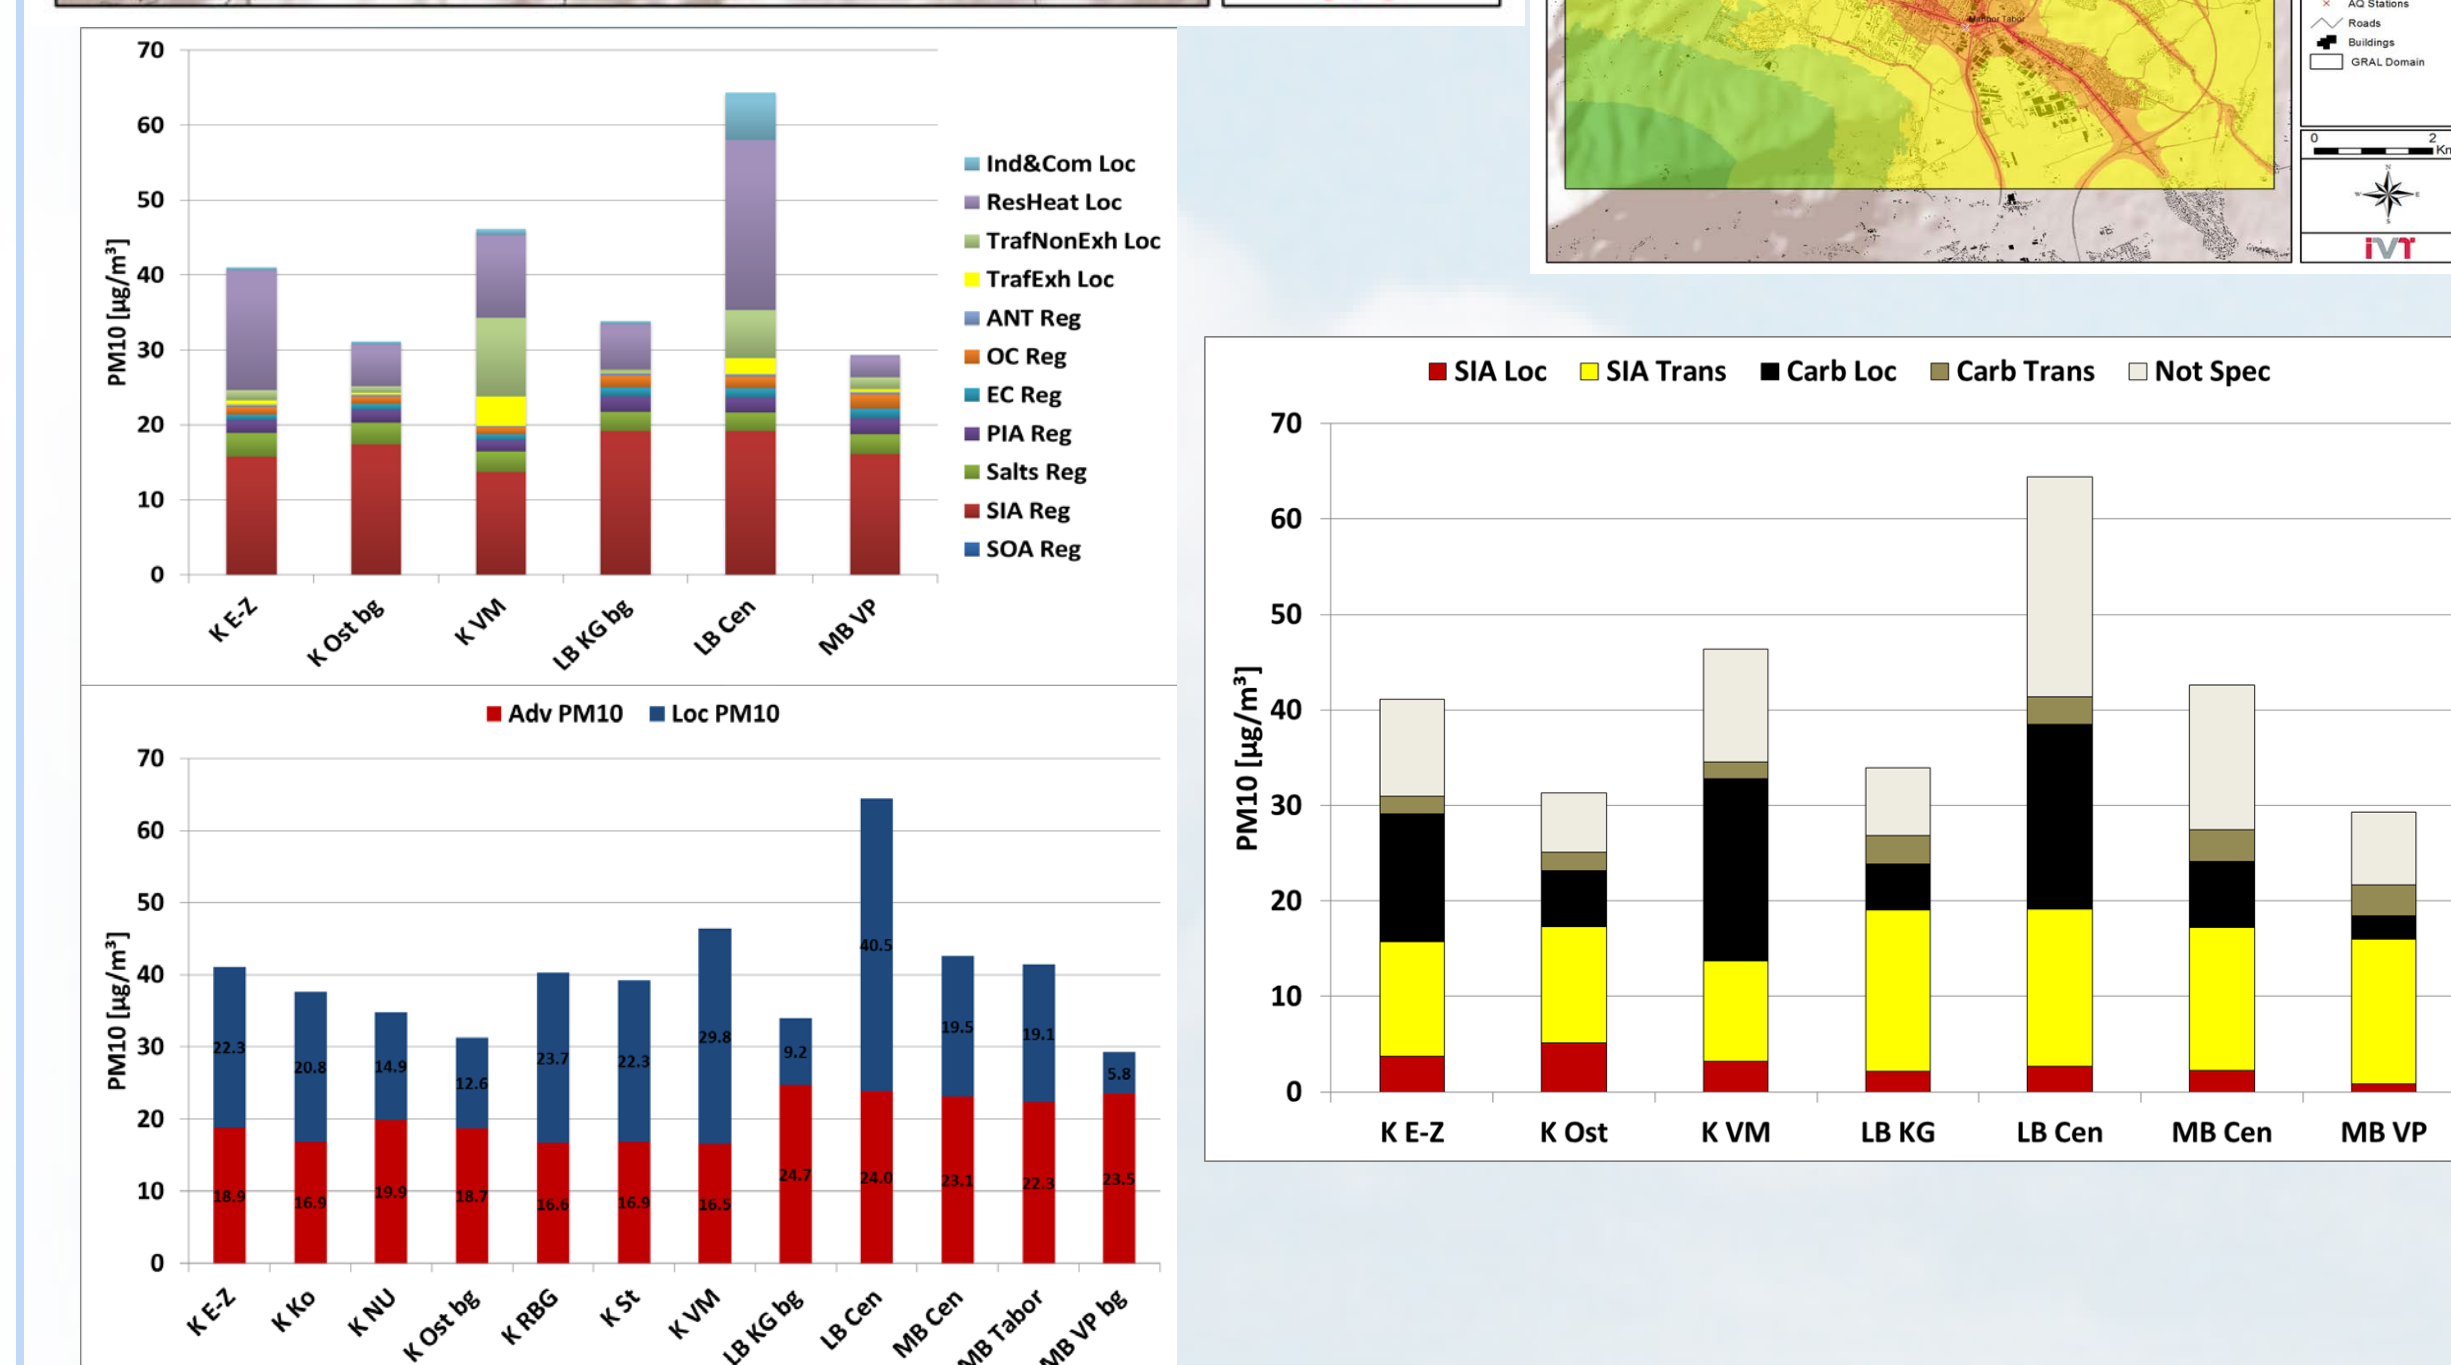 Maribor Tabor
AQ Stations
Roads
Buildings
GRAL Domain
0 2
Km
N
W E
S
iVT
70
60
50
40
30
20
10
0
PM10 [µg/m³]
K E-Z
K Ost bg
K VM
LB KG bg
LB Cen
MB VP
Ind&Com Loc
ResHeat Loc
TrafNonExh Loc
TrafExh Loc
ANT Reg
OC Reg
EC Reg
PIA Reg
Salts Reg
SIA Reg
SOA Reg
Adv PM10 Loc PM10
70
60
50
40
30
20
10
0
PM10 [µg/m³]
22.3 20.8 14.9 12.6 23.7 22.3 29.8 9.2 40.5 19.5 19.1 5.8
18.9 16.9 19.9 18.7 16.6 16.9 16.5 24.7 24.0 23.1 22.3 23.5
K E-Z
K Ko
K NU
K Ost bg
K RBG
K St
K VM
LB KG bg
LB Cen
MB Cen
MB Tabor
MB VP bg
SIA Loc SIA Trans Carb Loc Carb Trans Not Spec
70
60
50
40
30
20
10
0
PM10 [µg/m³]
K E-Z K Ost K VM LB KG LB Cen MB Cen MB VP